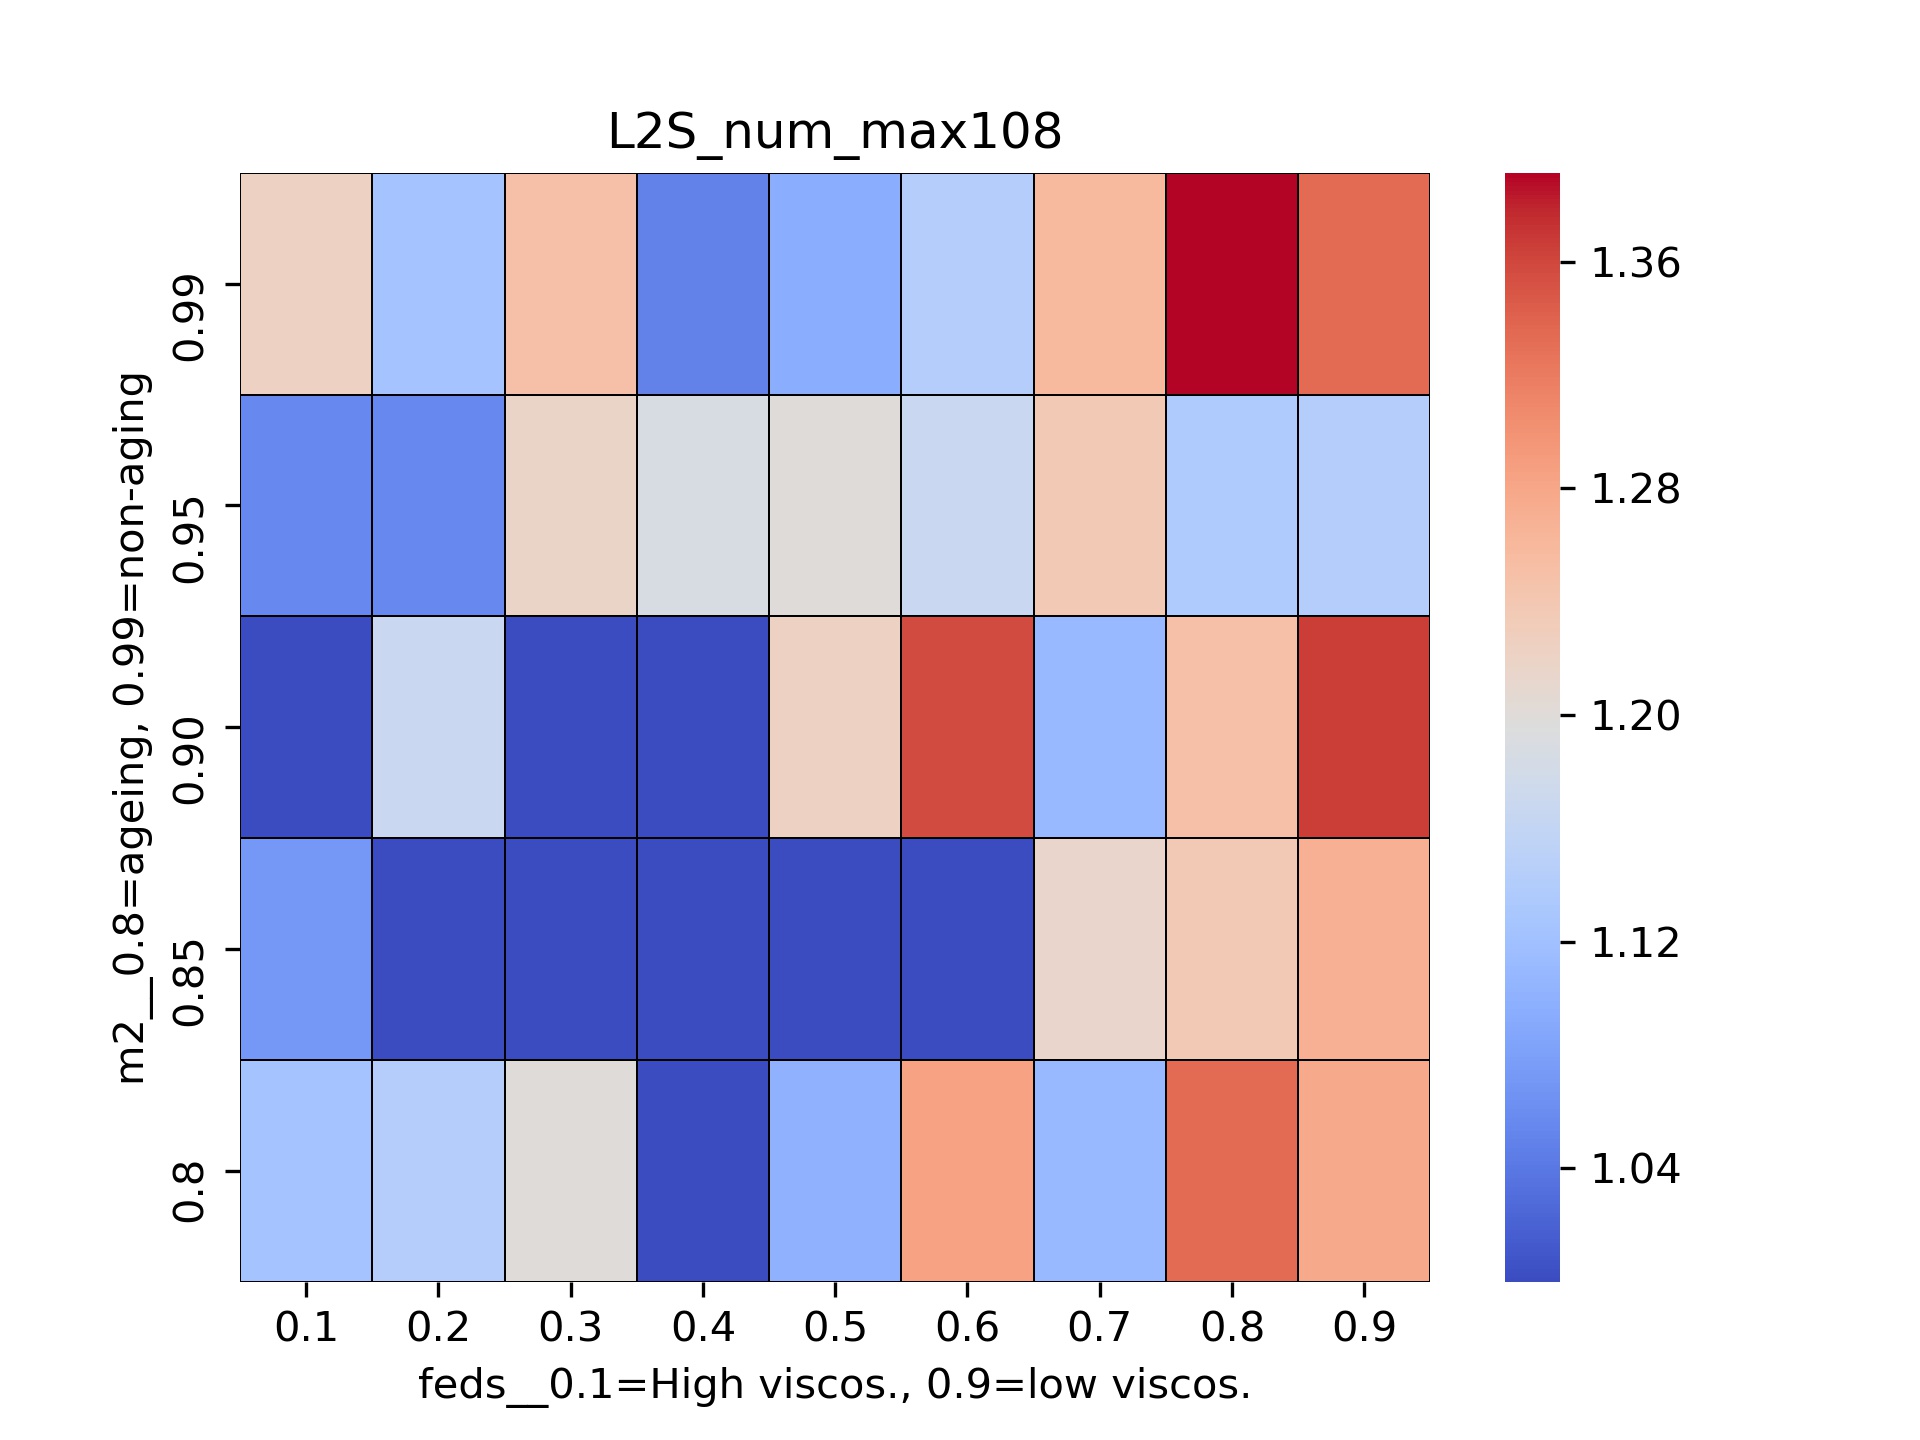 L2S_num_max108
m2__0.8=ageing, 0.99=non-aging
0.99
0.95
0.90
0.85
0.8
0.1 0.2 0.3 0.4 0.5 0.6 0.7 0.8 0.9
feds__0.1=High viscos., 0.9=low viscos.
1.36
1.28
1.20
1.12
1.04